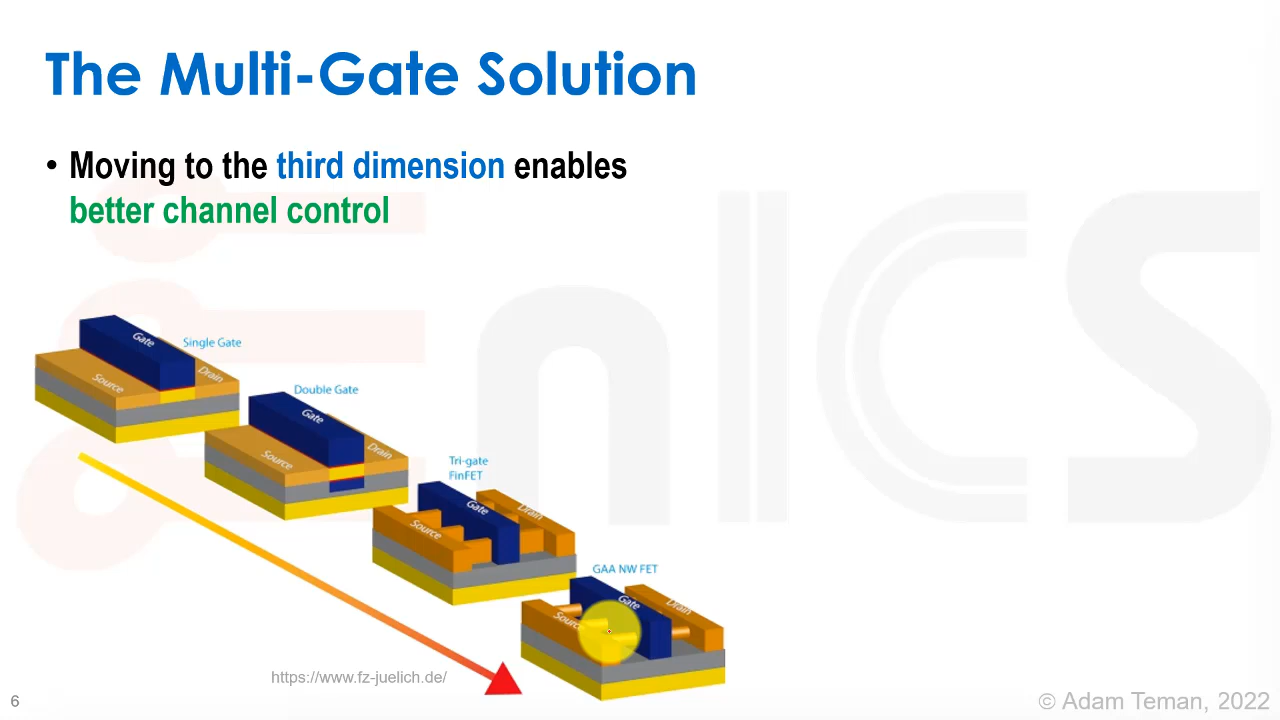 The Multi-Gate Solution
• Moving to the third dimension enables
better channel control
Gate
Single Gate
Source
Drain
Double Gate
Gate
Source
Drain
Tri-gate
FinFET
Gate
Source
Drain
GAA NW FET
Gate
Source
Drain
https://www.fz-juelich.de/
6
© Adam Teman, 2022
EnICS